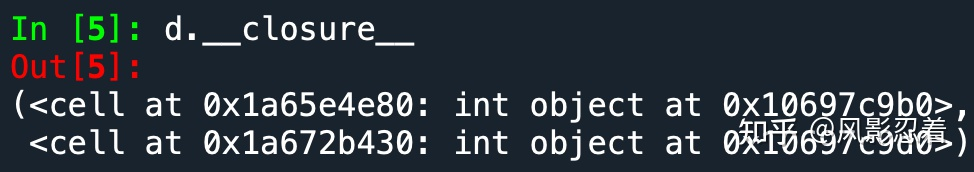 In [5]: d.__closure__
Out[5]:
(<cell at 0x1a65e4e80: int object at 0x10697c9b0>,
<cell at 0x1a672b430: int object at 0x10697c9d0>)
知乎 @风影忍着